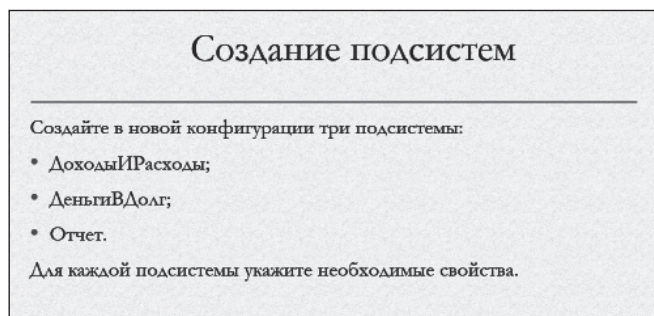 Создание подсистем
Создайте в новой конфигурации три подсистемы:
• ДоходыИРасходы;
• ДеньгиВДолг;
• Отчет.
Для каждой подсистемы укажите необходимые свойства.